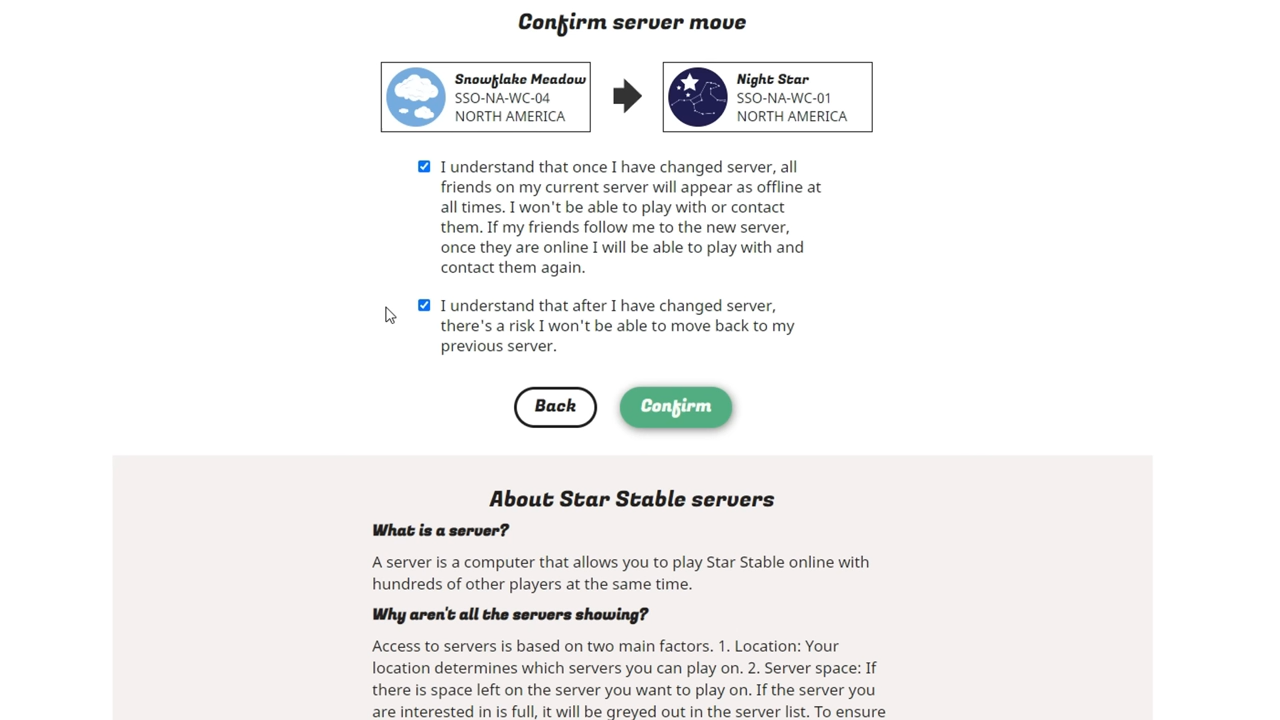 Confirm server move
Snowflake Meadow
SSO-NA-WC-04
NORTH AMERICA
Night Star
SSO-NA-WC-01
NORTH AMERICA
I understand that once I have changed server, all
friends on my current server will appear as offline at
all times. I won't be able to play with or contact
them. If my friends follow me to the new server,
once they are online I will be able to play with and
contact them again.
I understand that after I have changed server,
there's a risk I won't be able to move back to my
previous server.
Back
Confirm
About Star Stable servers
What is a server?
A server is a computer that allows you to play Star Stable online with
hundreds of other players at the same time.
Why aren't all the servers showing?
Access to servers is based on two main factors. 1. Location: Your
location determines which servers you can play on. 2. Server space: If
there is space left on the server you want to play on. If the server you
are interested in is full, it will be greyed out in the server list. To ensure